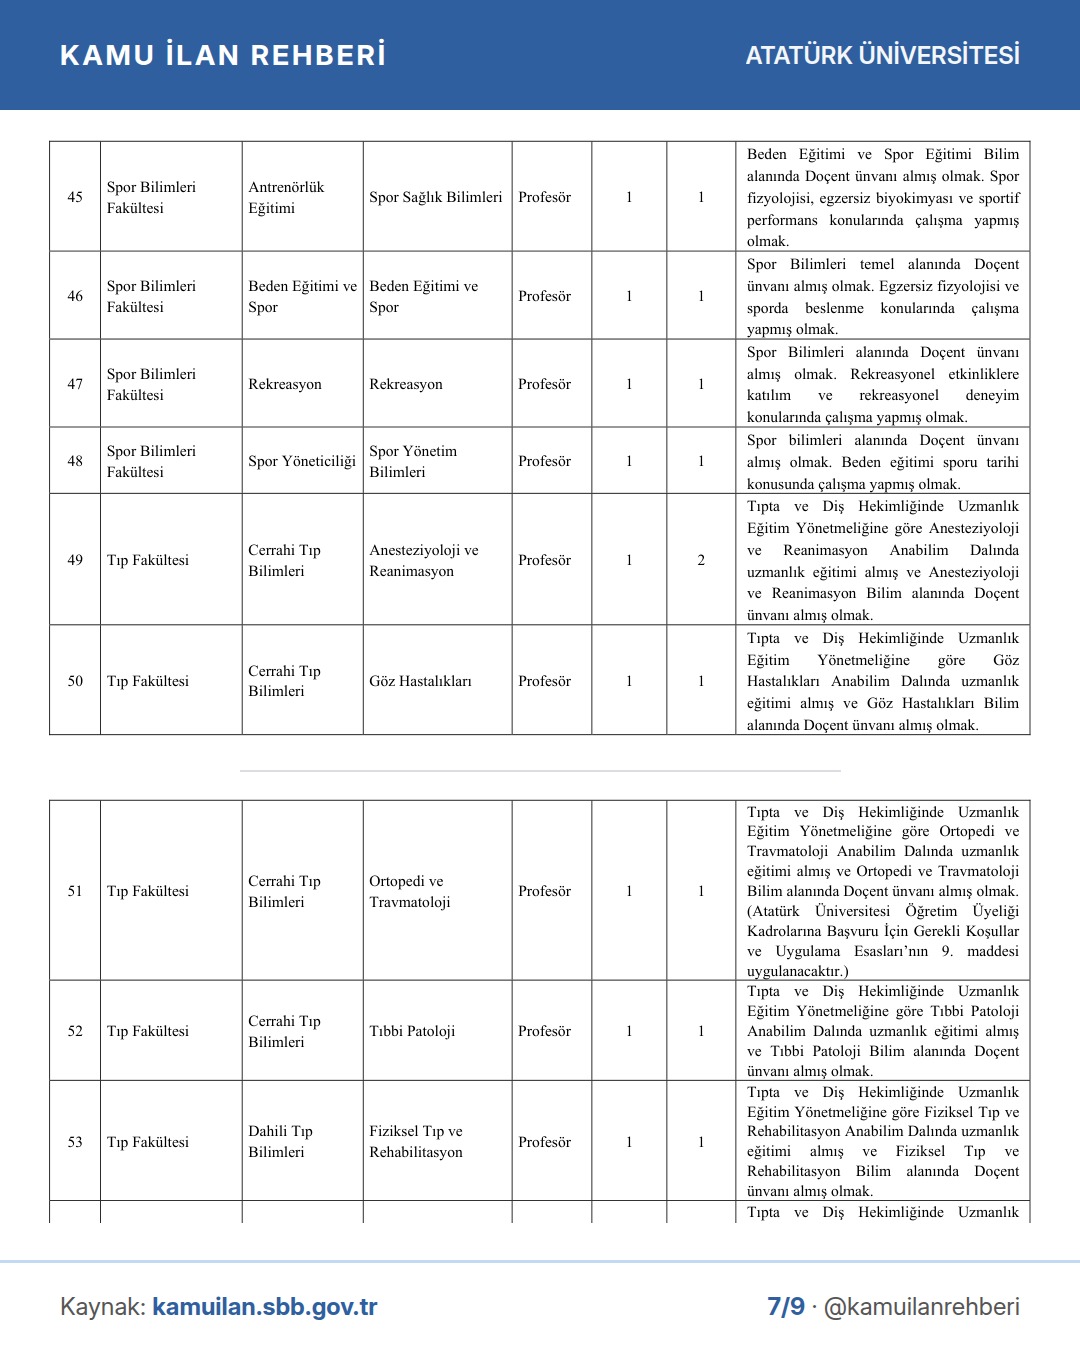 KAMU İLAN REHBERİ
ATATÜRK ÜNİVERSİTESİ
45
Spor Bilimleri
Fakültesi
Antrenörlük
Eğitimi
Spor Sağlık Bilimleri
Profesör
1
1
Beden Eğitimi ve Spor Eğitimi Bilim
alanında Doçent ünvanı almış olmak. Spor
fizyolojisi, egzersiz biyokimyası ve sportif
performans konularında çalışma yapmış
olmak.
46
Spor Bilimleri
Fakültesi
Beden Eğitimi ve
Spor
Beden Eğitimi ve
Spor
Profesör
1
1
Spor Bilimleri temel alanında Doçent
ünvanı almış olmak. Egzersiz fizyolojisi ve
sporda beslenme konularında çalışma
yapmış olmak.
47
Spor Bilimleri
Fakültesi
Rekreasyon
Rekreasyon
Profesör
1
1
Spor Bilimleri alanında Doçent ünvanı
almış olmak. Rekreasyonel etkinliklere
katılım ve rekreasyonel deneyim
konularında çalışma yapmış olmak.
48
Spor Bilimleri
Fakültesi
Spor Yöneticiliği
Spor Yönetim
Bilimleri
Profesör
1
1
Spor bilimleri alanında Doçent ünvanı
almış olmak. Beden eğitimi sporu tarihi
konusunda çalışma yapmış olmak.
49
Tıp Fakültesi
Cerrahi Tıp
Bilimleri
Anesteziyoloji ve
Reanimasyon
Profesör
1
2
Tıpta ve Diş Hekimliğinde Uzmanlık
Eğitim Yönetmeliğine göre Anesteziyoloji
ve Reanimasyon Anabilim Dalında
uzmanlık eğitimi almış ve Anesteziyoloji
ve Reanimasyon Bilim alanında Doçent
ünvanı almış olmak.
50
Tıp Fakültesi
Cerrahi Tıp
Bilimleri
Göz Hastalıkları
Profesör
1
1
Tıpta ve Diş Hekimliğinde Uzmanlık
Eğitim Yönetmeliğine göre Göz
Hastalıkları Anabilim Dalında uzmanlık
eğitimi almış ve Göz Hastalıkları Bilim
alanında Doçent ünvanı almış olmak.
51
Tıp Fakültesi
Cerrahi Tıp
Bilimleri
Ortopedi ve
Travmatoloji
Profesör
1
1
Tıpta ve Diş Hekimliğinde Uzmanlık
Eğitim Yönetmeliğine göre Ortopedi ve
Travmatoloji Anabilim Dalında uzmanlık
eğitimi almış ve Ortopedi ve Travmatoloji
Bilim alanında Doçent ünvanı almış olmak.
(Atatürk Üniversitesi Öğretim Üyeliği
Kadrolarına Başvuru İçin Gerekli Koşullar
ve Uygulama Esasları’nın 9. maddesi
uygulanacaktır.)
52
Tıp Fakültesi
Cerrahi Tıp
Bilimleri
Tıbbi Patoloji
Profesör
1
1
Tıpta ve Diş Hekimliğinde Uzmanlık
Eğitim Yönetmeliğine göre Tıbbi Patoloji
Anabilim Dalında uzmanlık eğitimi almış
ve Tıbbi Patoloji Bilim alanında Doçent
ünvanı almış olmak.
53
Tıp Fakültesi
Dahili Tıp
Bilimleri
Fiziksel Tıp ve
Rehabilitasyon
Profesör
1
1
Tıpta ve Diş Hekimliğinde Uzmanlık
Eğitim Yönetmeliğine göre Fiziksel Tıp ve
Rehabilitasyon Anabilim Dalında uzmanlık
eğitimi almış ve Fiziksel Tıp ve
Rehabilitasyon Bilim alanında Doçent
ünvanı almış olmak.
Tıpta ve Diş Hekimliğinde Uzmanlık
Kaynak: kamuilan.sbb.gov.tr
7/9 · @kamuilanrehberi